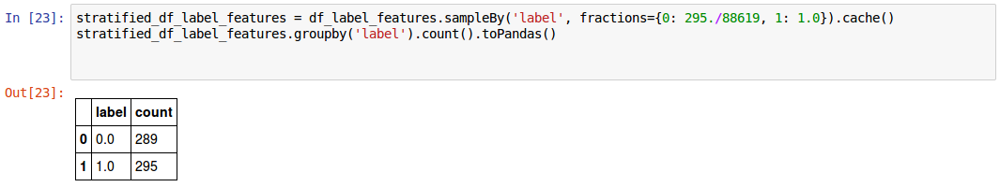 In [23]: stratified_df_label_features = df_label_features.sampleBy('label', fractions={0: 295./88619, 1: 1.0}).cache()
stratified_df_label_features.groupby('label').count().toPandas()
Out[23]:
label count
0 0.0 289
1 1.0 295